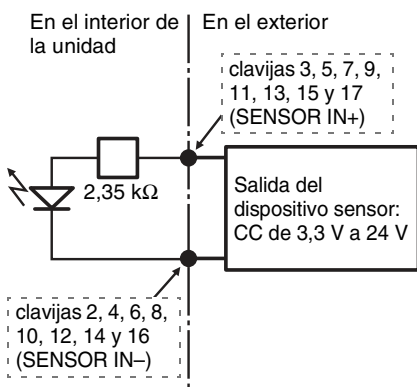 En el interior de
la unidad
En el exterior
clavijas 3, 5, 7, 9,
11, 13, 15 y 17
(SENSOR IN+)
2,35 kΩ
Salida del
dispositivo sensor:
CC de 3,3 V a 24 V
clavijas 2, 4, 6, 8,
10, 12, 14 y 16
(SENSOR IN–)